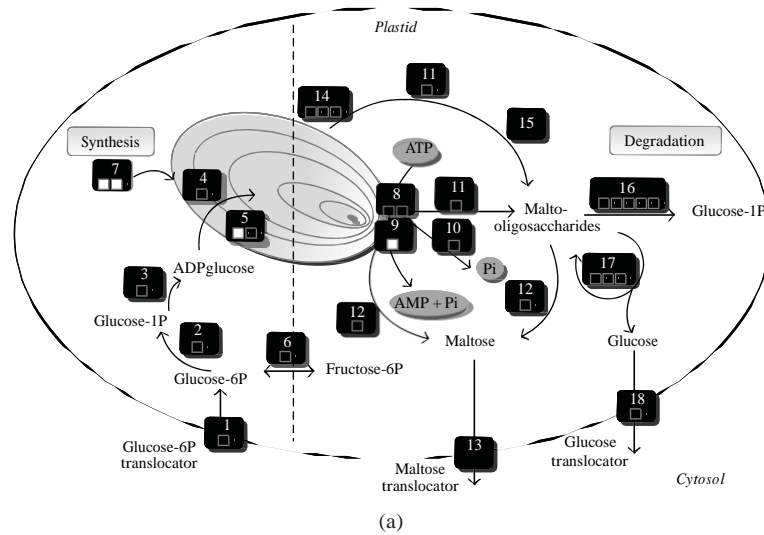 Plastid
11
14
15
Synthesis
Degradation
ATP
7
4
16
8
11
Malto-
oligosaccharides
Glucose-1P
5
9
10
3
ADPglucose
Pi
17
AMP + Pi
12
12
Glucose-1P
2
Maltose
Glucose
6
Glucose-6P
Fructose-6P
1
18
Glucose-6P
translocator
13
Maltose
translocator
Glucose
translocator
Cytosol
(a)